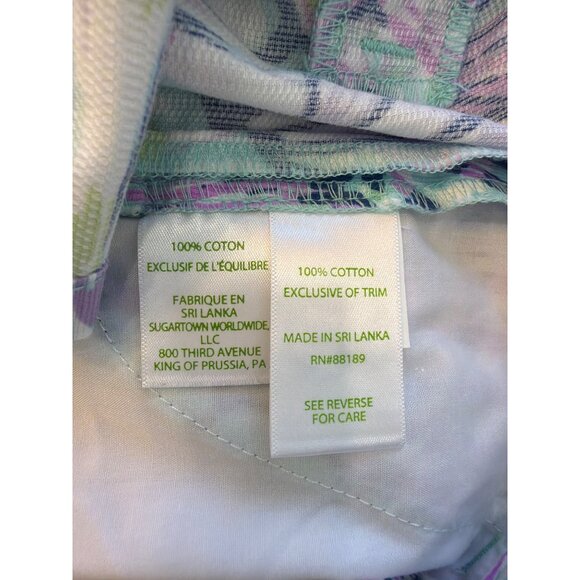 100% COTON
EXCLUSIF DE L'ÉQUILIBRE
FABRIQUE EN
SRI LANKA
SUGARTOWN WORLDWIDE,
LLC
800 THIRD AVENUE
KING OF PRUSSIA, PA
100% COTTON
EXCLUSIVE OF TRIM
MADE IN SRI LANKA
RN#88189
SEE REVERSE
FOR CARE